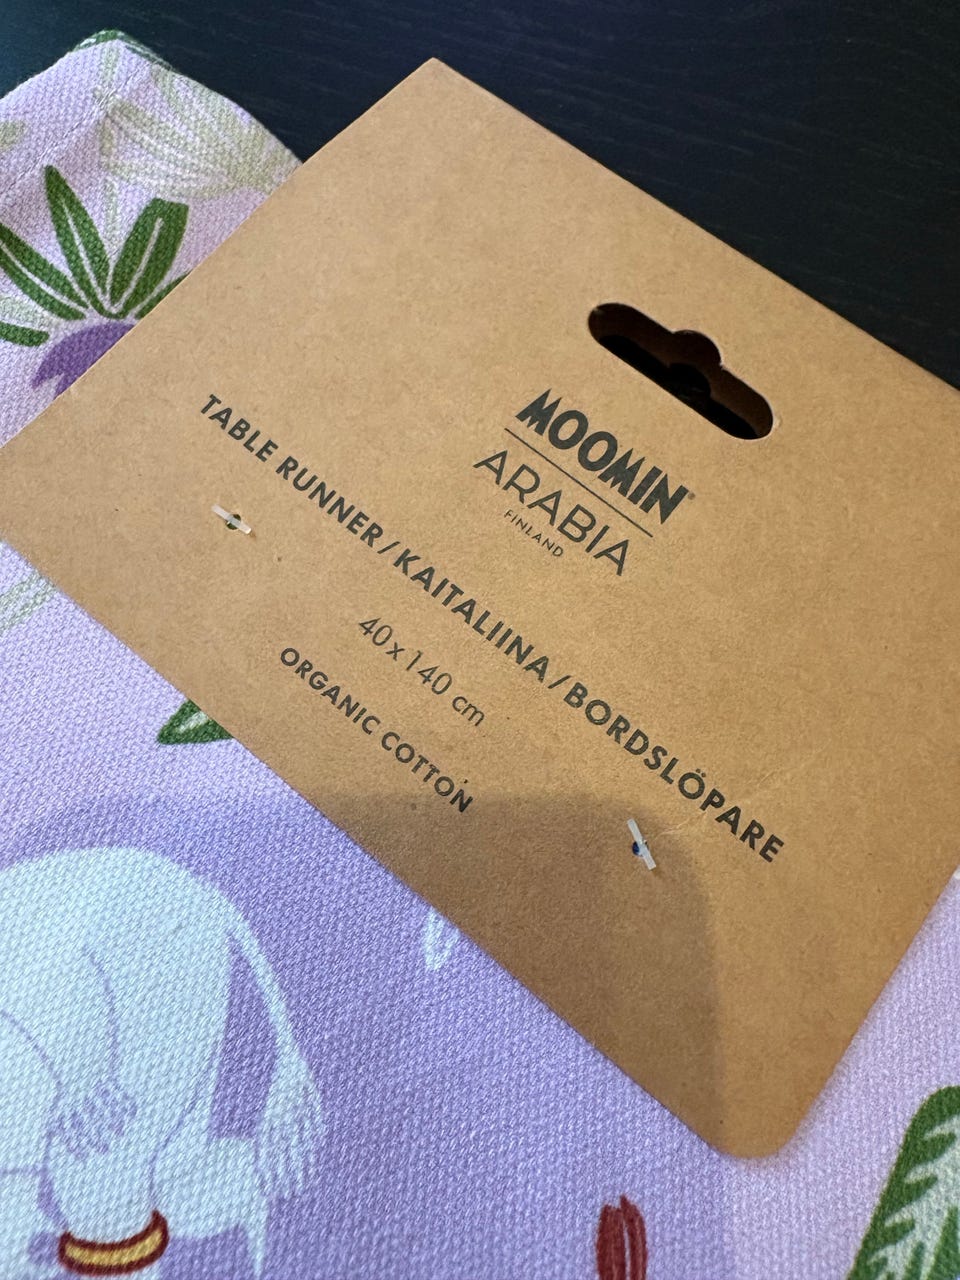 MOOMIN®
ARABIA
FINLAND
TABLE RUNNER/KAITALIINA/BORDSLÖPARE
40 x 140 cm
ORGANIC COTTON